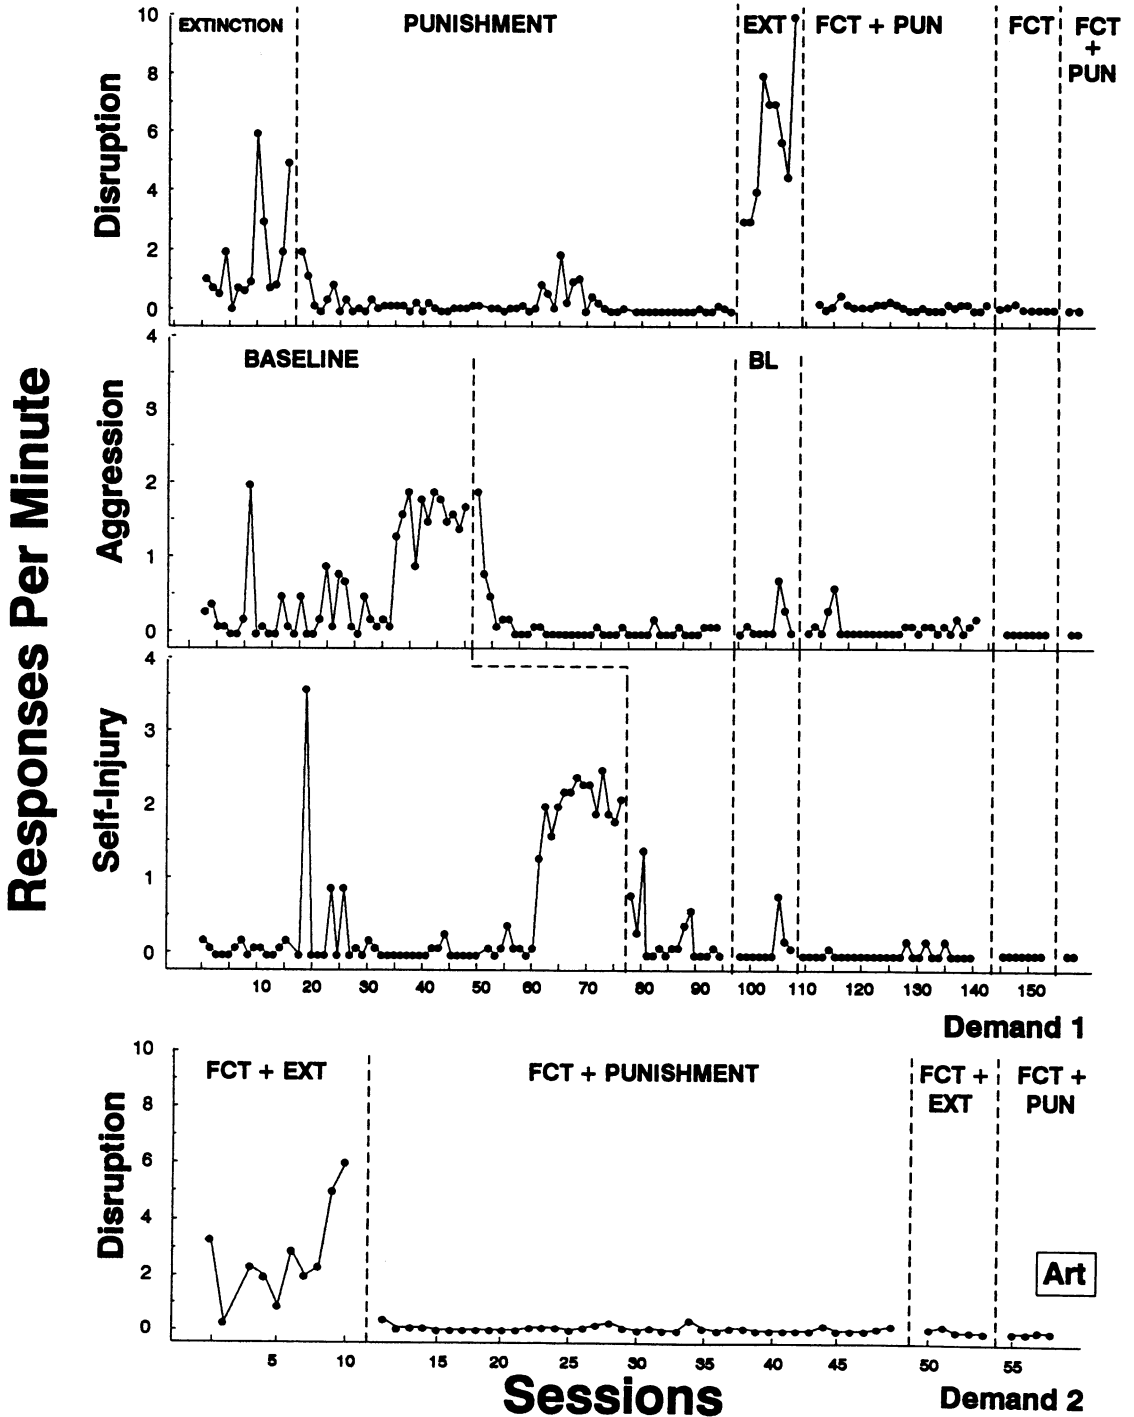 Responses Per Minute
Disruption
10
8
6
4
2
0
EXTINCTION
PUNISHMENT
EXT
FCT + PUN
FCT
FCT
+
PUN
Aggression
4
3
2
1
0
BASELINE
BL
Self-Injury
4
3
2
1
0
10 20 30 40 50 60 70 80 90 100 110 120 130 140 150
Demand 1
Disruption
10
8
6
4
2
0
FCT + EXT
FCT + PUNISHMENT
FCT +
EXT
FCT +
PUN
Art
5 10 15 20 25 30 35 40 45 50 55
Sessions
Demand 2